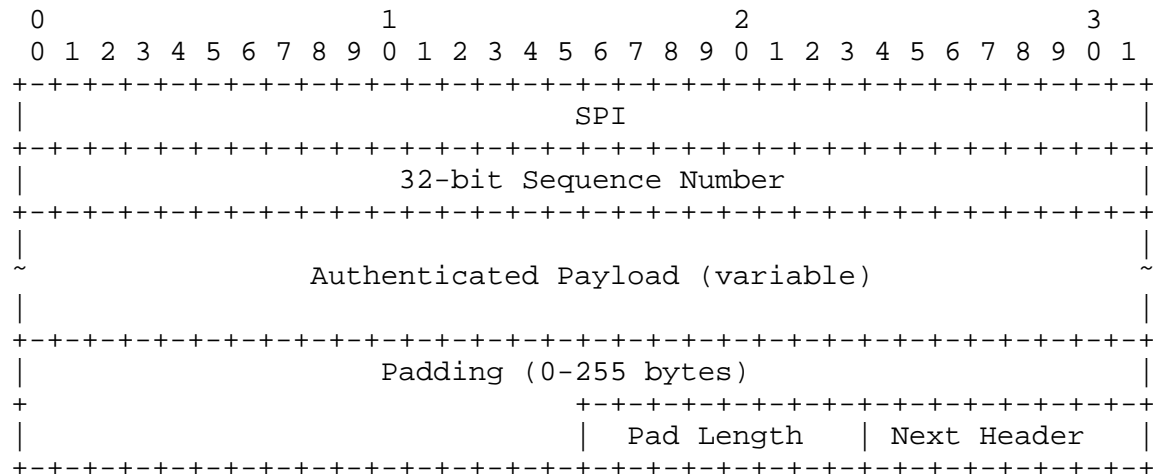 0                   1                   2                   3
0 1 2 3 4 5 6 7 8 9 0 1 2 3 4 5 6 7 8 9 0 1 2 3 4 5 6 7 8 9 0 1
+-+-+-+-+-+-+-+-+-+-+-+-+-+-+-+-+-+-+-+-+-+-+-+-+-+-+-+-+-+-+-+-+
|                              SPI                              |
+-+-+-+-+-+-+-+-+-+-+-+-+-+-+-+-+-+-+-+-+-+-+-+-+-+-+-+-+-+-+-+-+
|                     32-bit Sequence Number                    |
+-+-+-+-+-+-+-+-+-+-+-+-+-+-+-+-+-+-+-+-+-+-+-+-+-+-+-+-+-+-+-+-+
|                                                               |
~                Authenticated Payload (variable)               ~
|                                                               |
+-+-+-+-+-+-+-+-+-+-+-+-+-+-+-+-+-+-+-+-+-+-+-+-+-+-+-+-+-+-+-+-+
|                    Padding (0-255 bytes)                      |
+                               +-+-+-+-+-+-+-+-+-+-+-+-+-+-+-+-+
|                               |  Pad Length   | Next Header   |
+-+-+-+-+-+-+-+-+-+-+-+-+-+-+-+-+-+-+-+-+-+-+-+-+-+-+-+-+-+-+-+-+